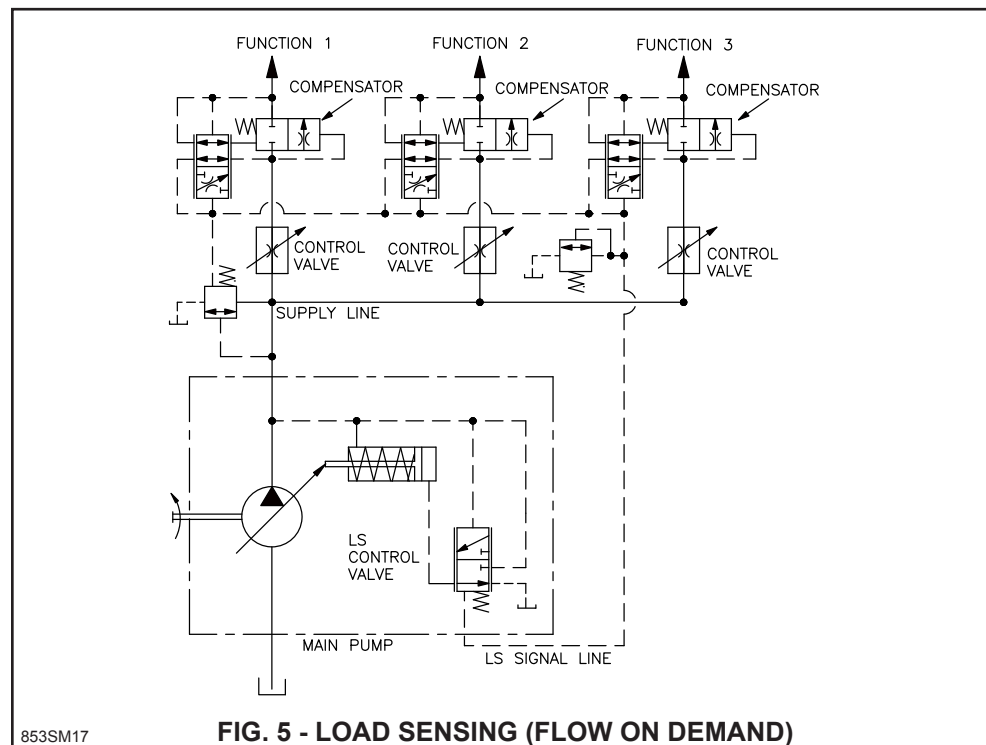 FUNCTION 1
FUNCTION 2
FUNCTION 3
COMPENSATOR
COMPENSATOR
COMPENSATOR
CONTROL
VALVE
CONTROL
VALVE
CONTROL
VALVE
SUPPLY LINE
LS
CONTROL
VALVE
MAIN PUMP
LS SIGNAL LINE
853SM17
FIG. 5 - LOAD SENSING (FLOW ON DEMAND)